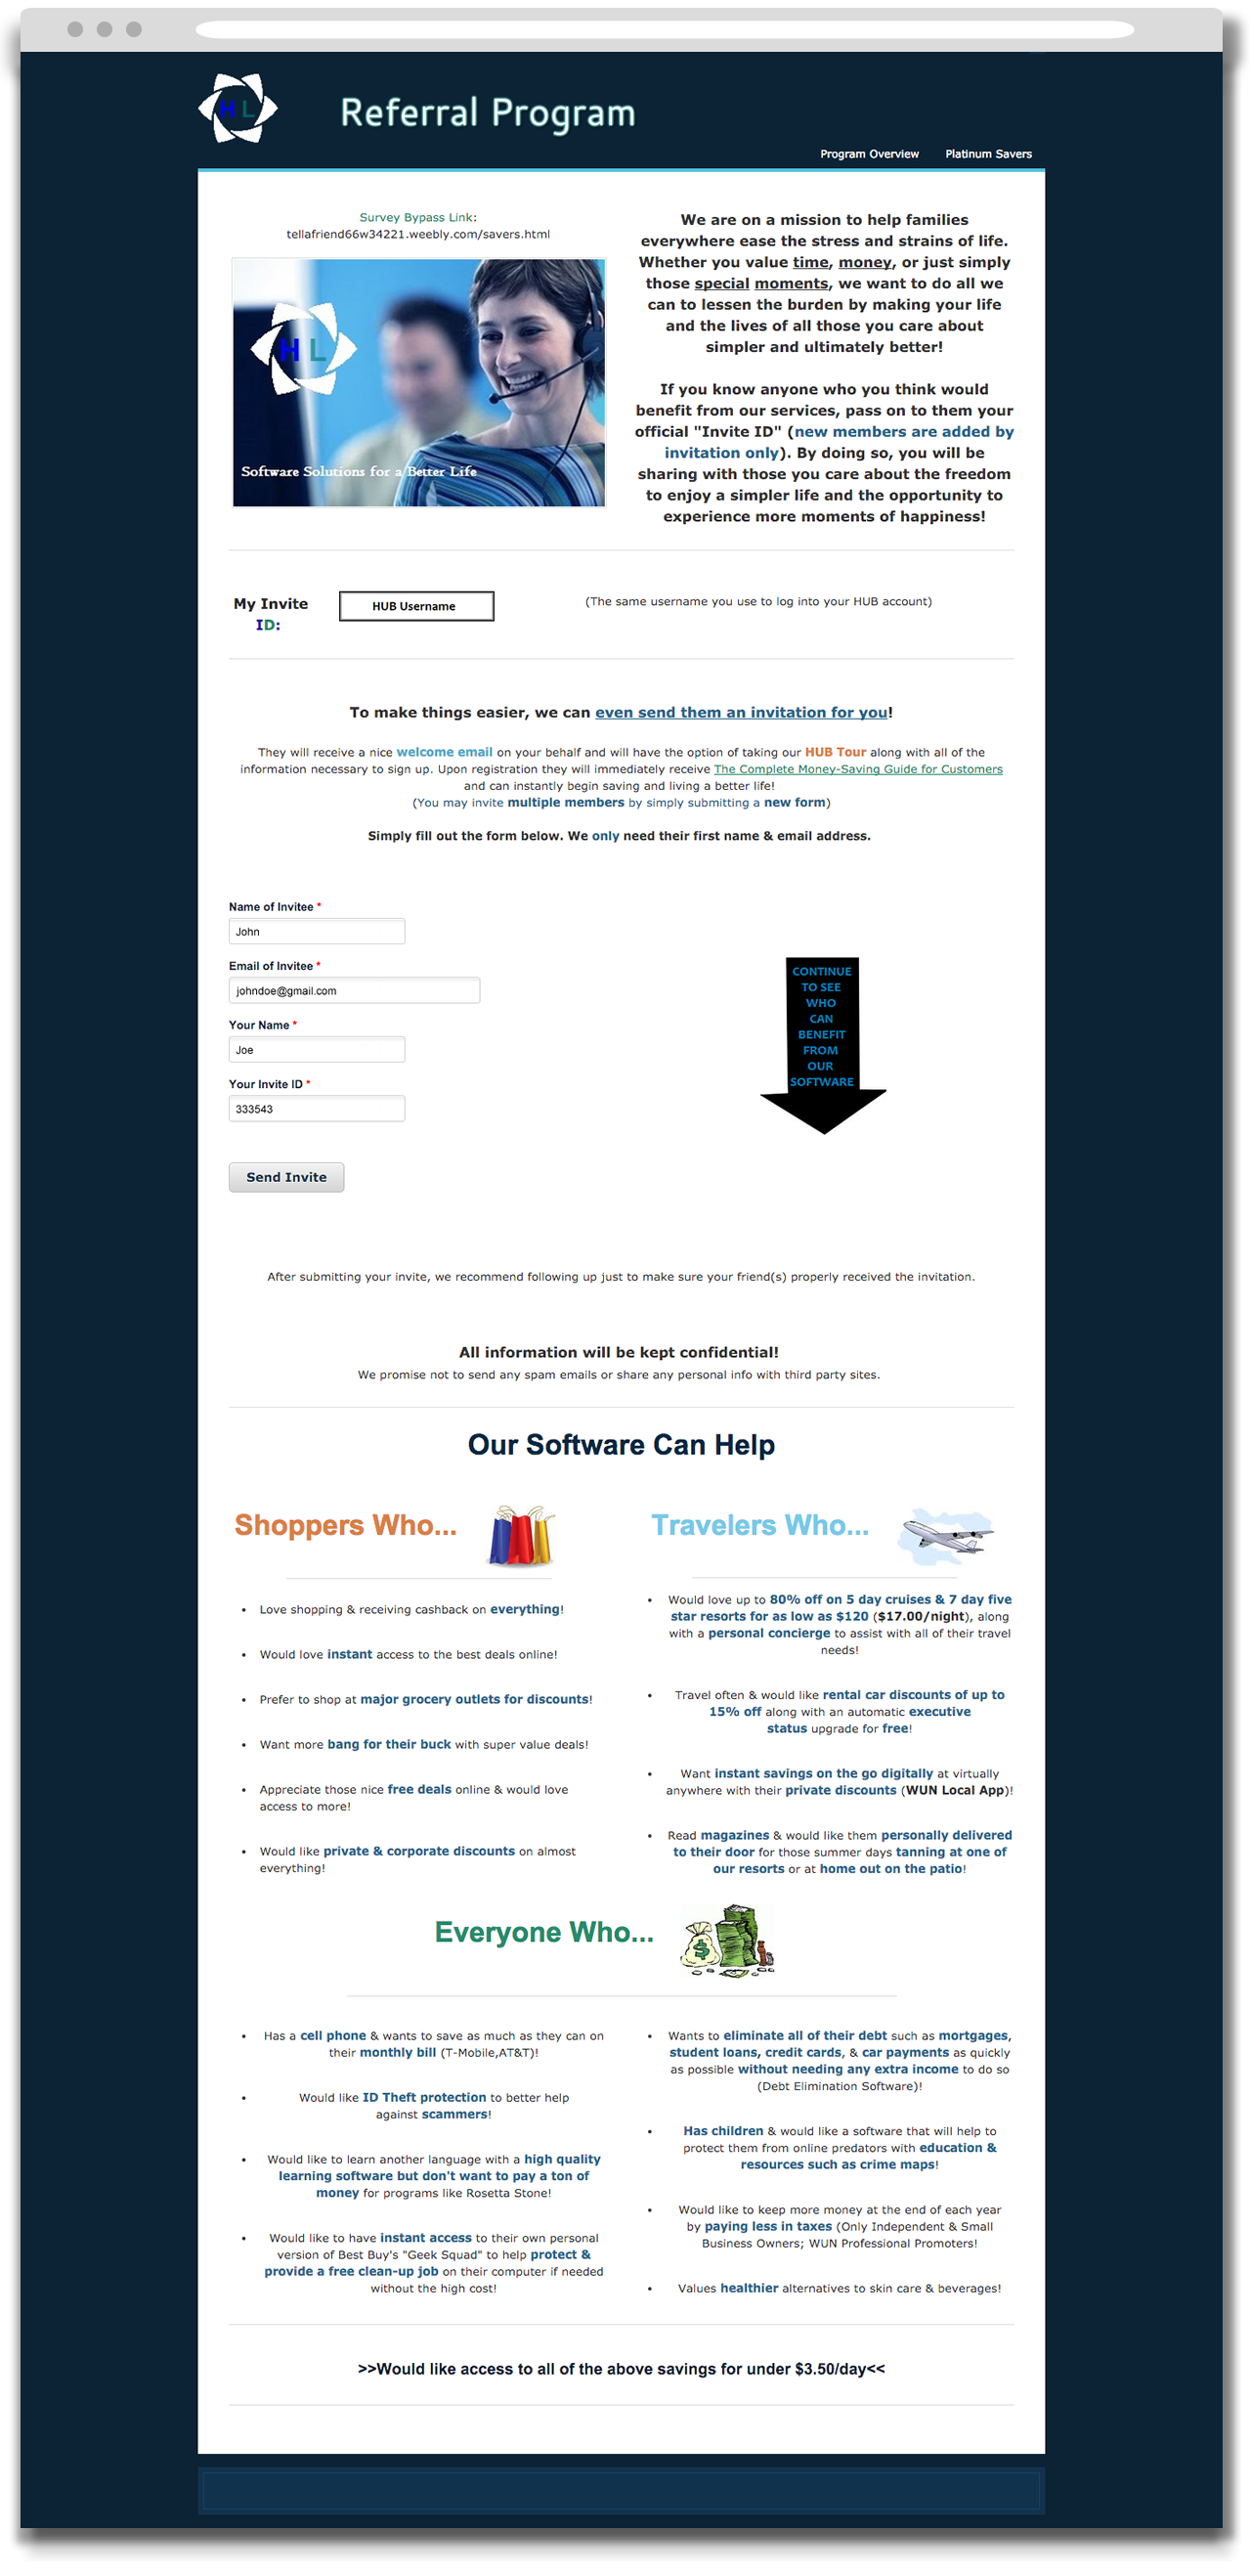 H L
Referral Program
Program Overview
Platinum Savers
Survey Bypass Link:
tellafriend66w34221.weebly.com/savers.html
H L
Software Solutions for a Better Life
We are on a mission to help families
everywhere ease the stress and strains of life.
Whether you value time, money, or just simply
those special moments, we want to do all we
can to lessen the burden by making your life
and the lives of all those you care about
simpler and ultimately better!
If you know anyone who you think would
benefit from our services, pass on to them your
official "Invite ID" (new members are added by
invitation only). By doing so, you will be
sharing with those you care about the freedom
to enjoy a simpler life and the opportunity to
experience more moments of happiness!
My Invite
ID:
HUB Username
(The same username you use to log into your HUB account)
To make things easier, we can even send them an invitation for you!
They will receive a nice welcome email on your behalf and will have the option of taking our HUB Tour along with all of the
information necessary to sign up. Upon registration they will immediately receive The Complete Money-Saving Guide for Customers
and can instantly begin saving and living a better life!
(You may invite multiple members by simply submitting a new form)
Simply fill out the form below. We only need their first name & email address.
Name of Invitee *
John
Email of Invitee *
johndoe@gmail.com
Your Name *
Joe
Your Invite ID *
333543
Send Invite
CONTINUE
TO SEE
WHO
CAN
BENEFIT
FROM
OUR
SOFTWARE
After submitting your invite, we recommend following up just to make sure your friend(s) properly received the invitation.
All information will be kept confidential!
We promise not to send any spam emails or share any personal info with third party sites.
Our Software Can Help
Shoppers Who...
• Love shopping & receiving cashback on everything!
• Would love instant access to the best deals online!
• Prefer to shop at major grocery outlets for discounts!
• Want more bang for their buck with super value deals!
• Appreciate those nice free deals online & would love
access to more!
• Would like private & corporate discounts on almost
everything!
Travelers Who...
• Would love up to 80% off on 5 day cruises & 7 day five
star resorts for as low as $120 ($17.00/night), along
with a personal concierge to assist with all of their travel
needs!
• Travel often & would like rental car discounts of up to
15% off along with an automatic executive
status upgrade for free!
• Want instant savings on the go digitally at virtually
anywhere with their private discounts (WUN Local App)!
• Read magazines & would like them personally delivered
to their door for those summer days tanning at one of
our resorts or at home out on the patio!
Everyone Who...
$
• Has a cell phone & wants to save as much as they can on
their monthly bill (T-Mobile,AT&T)!
• Would like ID Theft protection to better help
against scammers!
• Would like to learn another language with a high quality
learning software but don't want to pay a ton of
money for programs like Rosetta Stone!
• Would like to have instant access to their own personal
version of Best Buy's "Geek Squad" to help protect &
provide a free clean-up job on their computer if needed
without the high cost!
• Wants to eliminate all of their debt such as mortgages,
student loans, credit cards, & car payments as quickly
as possible without needing any extra income to do so
(Debt Elimination Software)!
• Has children & would like a software that will help to
protect them from online predators with education &
resources such as crime maps!
• Would like to keep more money at the end of each year
by paying less in taxes (Only Independent & Small
Business Owners; WUN Professional Promoters!
• Values healthier alternatives to skin care & beverages!
>>Would like access to all of the above savings for under $3.50/day<<